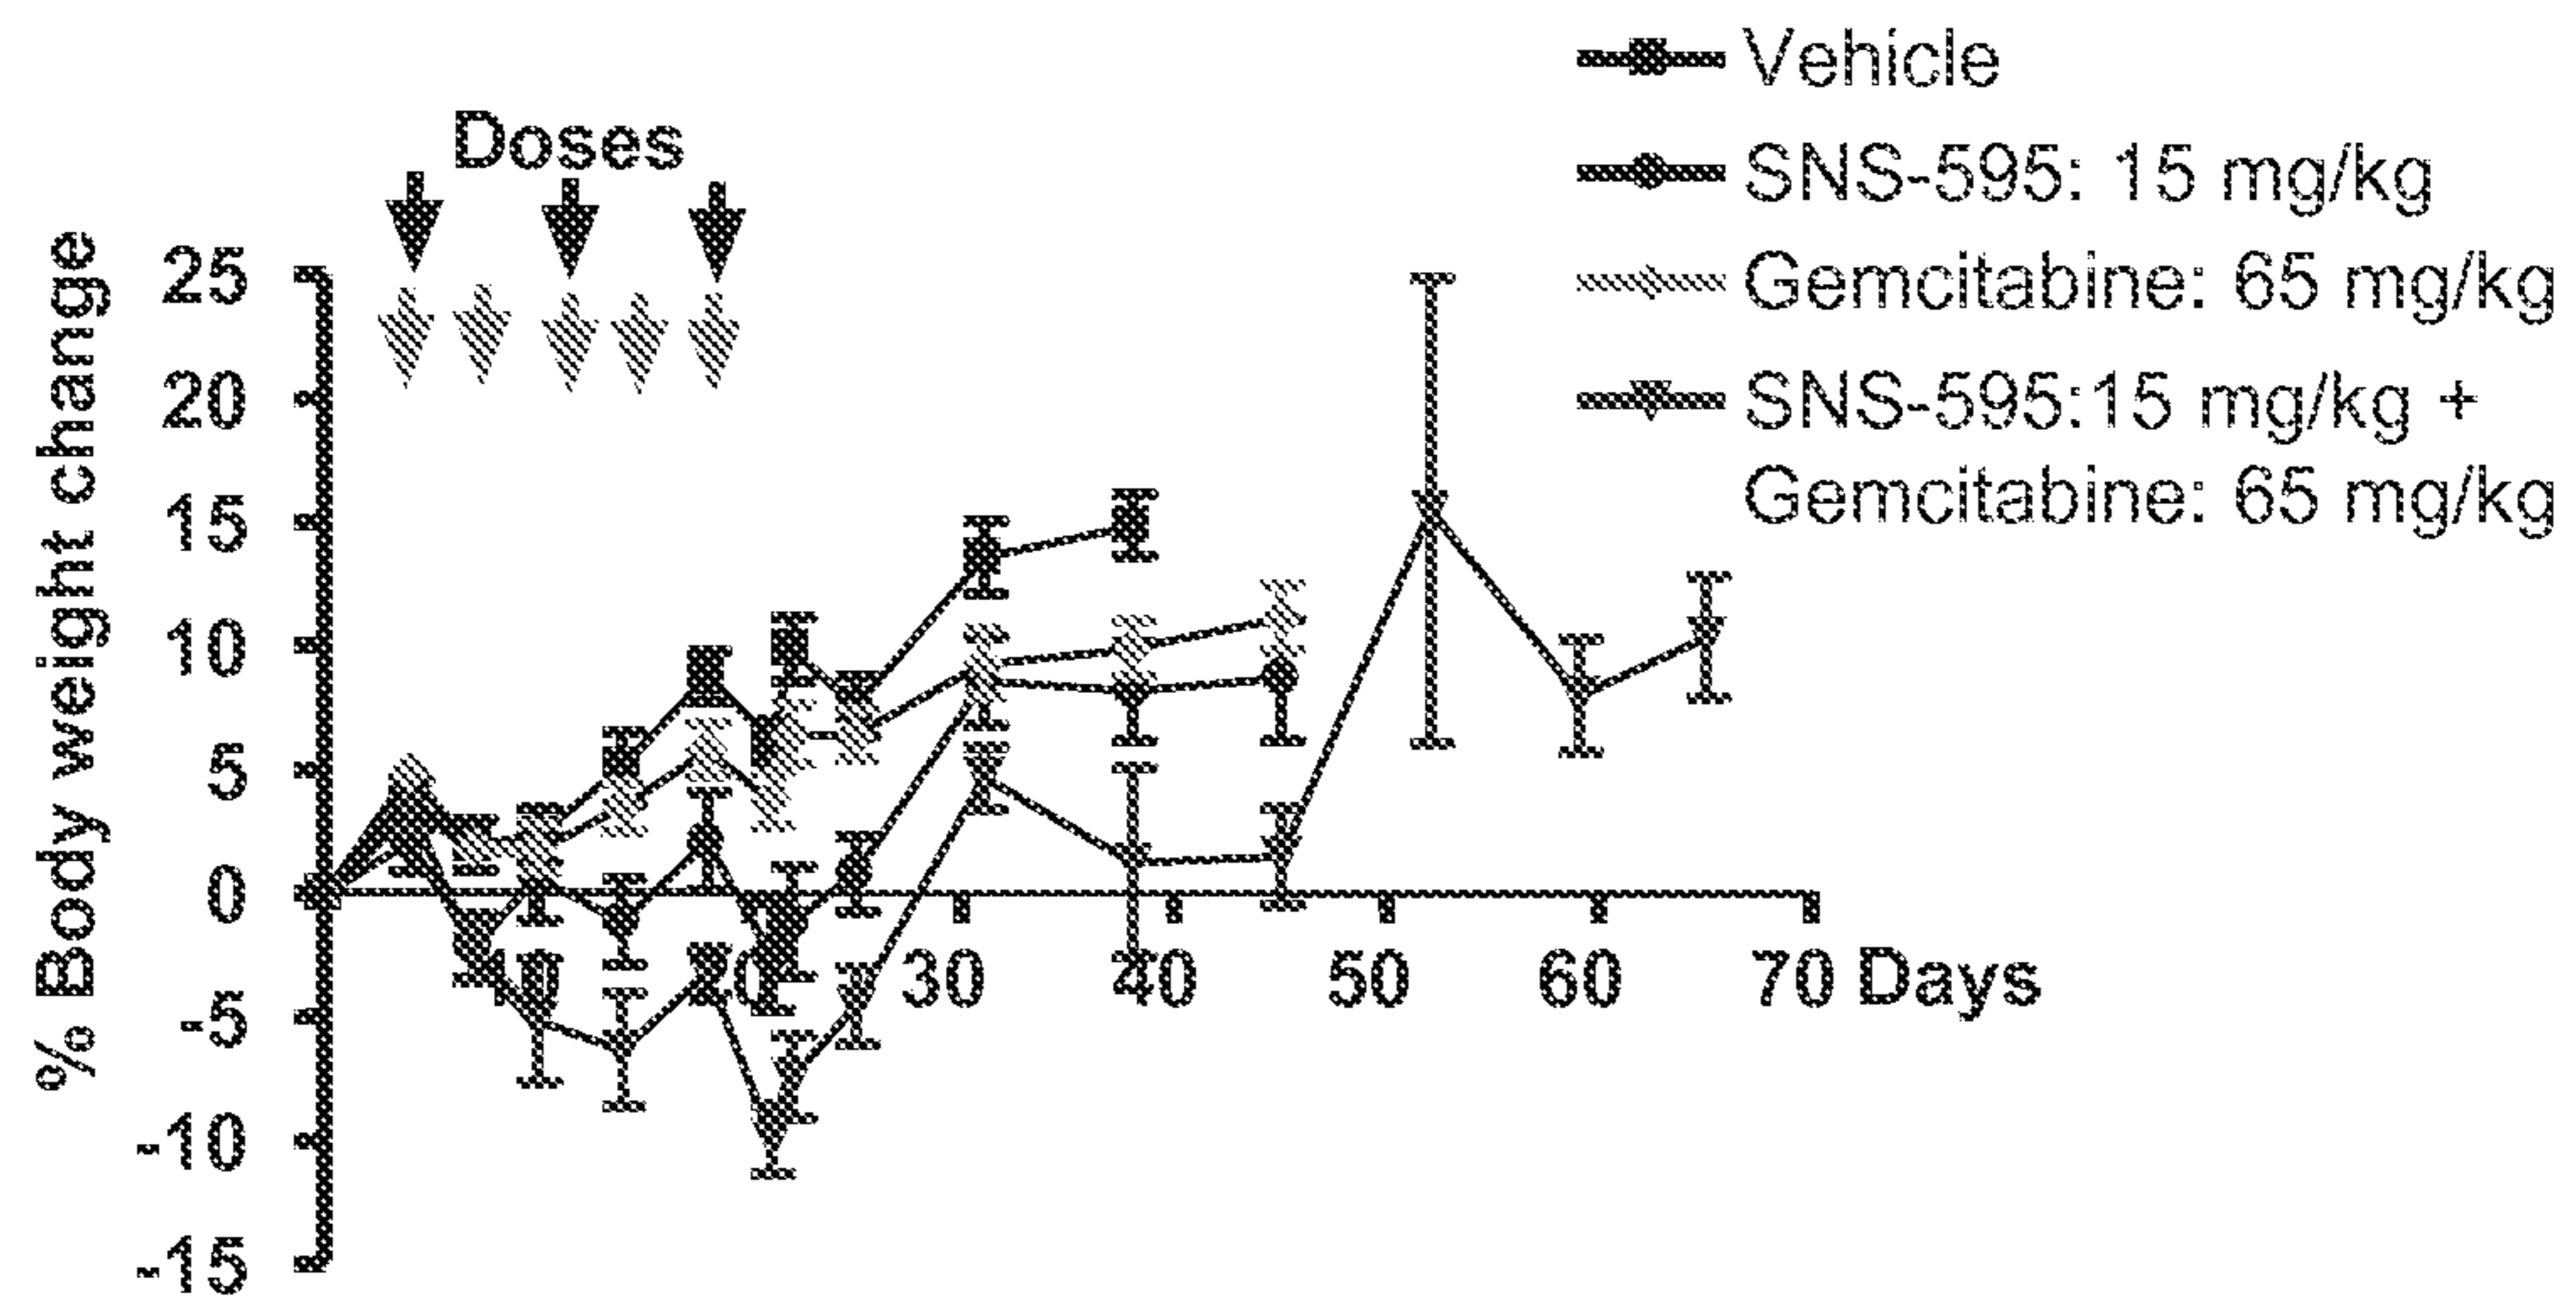 Vehicle
Doses
SNS-595: 15 mg/kg
Gemcitabine: 65 mg/kg
SNS-595:15 mg/kg +
Gemcitabine: 65 mg/kg
% Body weight change
25
20
15
10
5
0
-5
-10
-15
10 20 30 40 50 60 70 Days